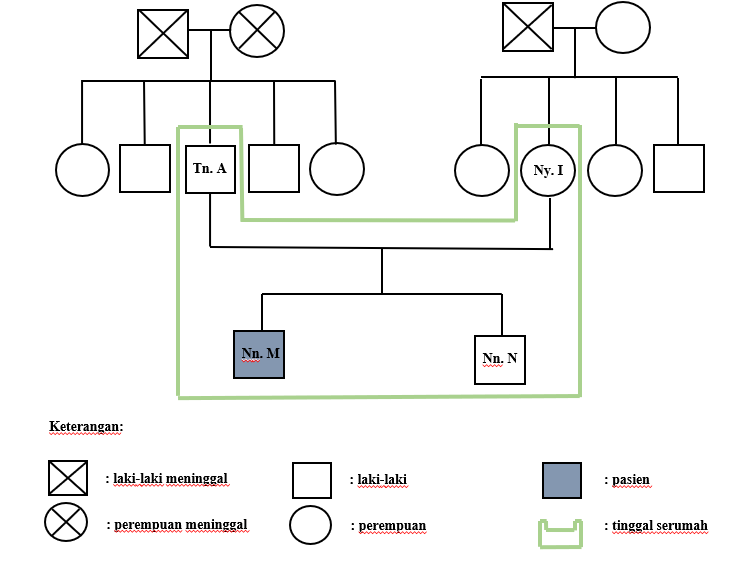 Tn. A
Ny. I
Nn. M
Nn. N
Keterangan:
: laki-laki meninggal
: laki-laki
: pasien
: perempuan meninggal
: perempuan
: tinggal serumah